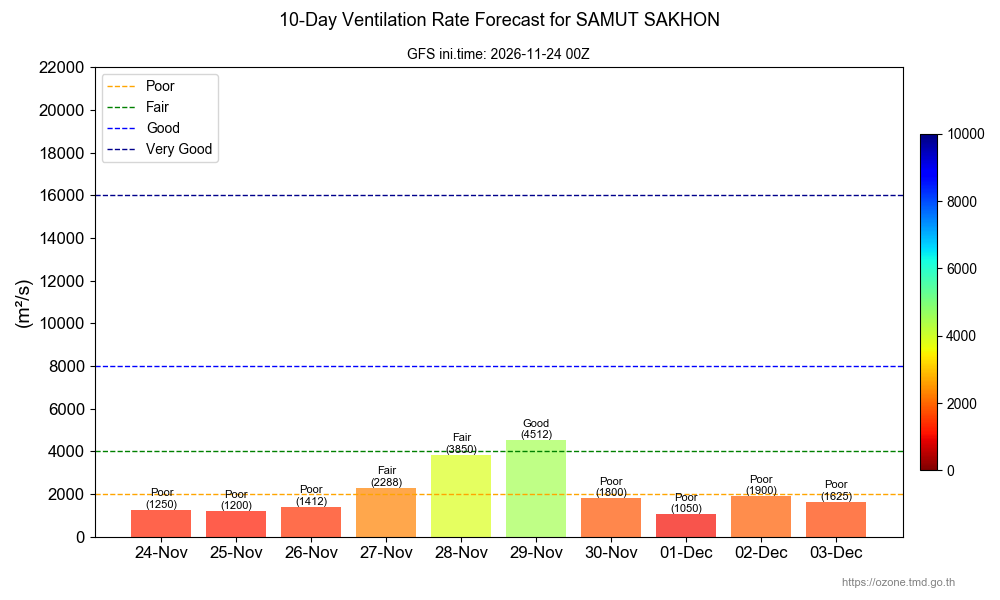 10-Day Ventilation Rate Forecast for SAMUT SAKHON
GFS ini.time: 2026-11-24 00Z
(m²/s)
22000
20000
18000
16000
14000
12000
10000
8000
6000
4000
2000
0
Poor
Fair
Good
Very Good
Poor
(1250)
Poor
(1200)
Poor
(1412)
Fair
(2288)
Fair
(3850)
Good
(4512)
Poor
(1800)
Poor
(1050)
Poor
(1900)
Poor
(1625)
24-Nov 25-Nov 26-Nov 27-Nov 28-Nov 29-Nov 30-Nov 01-Dec 02-Dec 03-Dec
10000
8000
6000
4000
2000
0
https://ozone.tmd.go.th